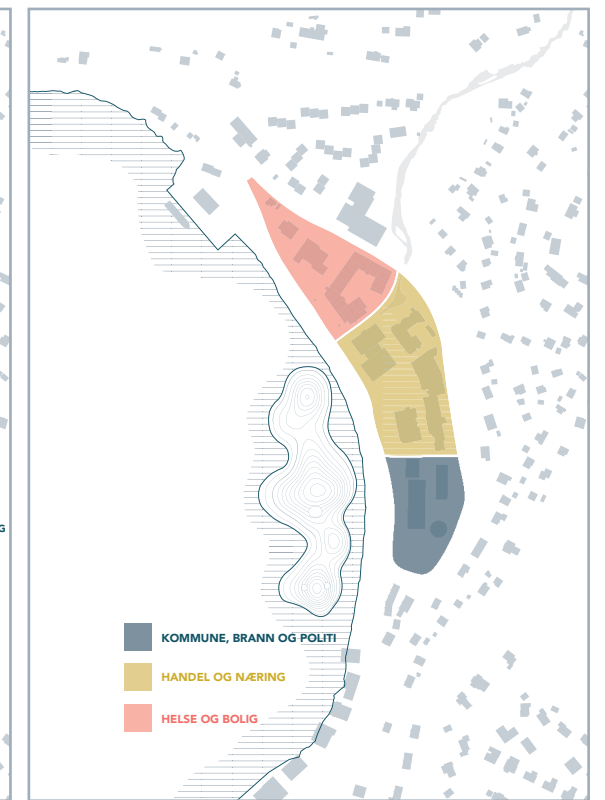 G
KOMMUNE, BRANN OG POLITI
HANDEL OG NÆRING
HELSE OG BOLIG